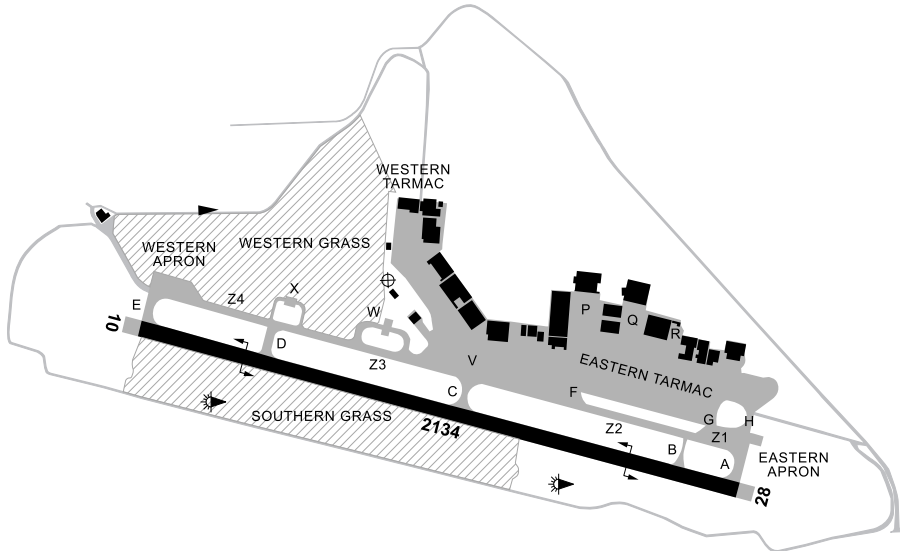 WESTERN
TARMAC
WESTERN
APRON
WESTERN GRASS
X
Z4
E
W
P
Q
R
10
D
Z3
V
EASTERN TARMAC
C
F
SOUTHERN GRASS
2134
Z2
G
H
Z1
B
A
EASTERN
APRON
28